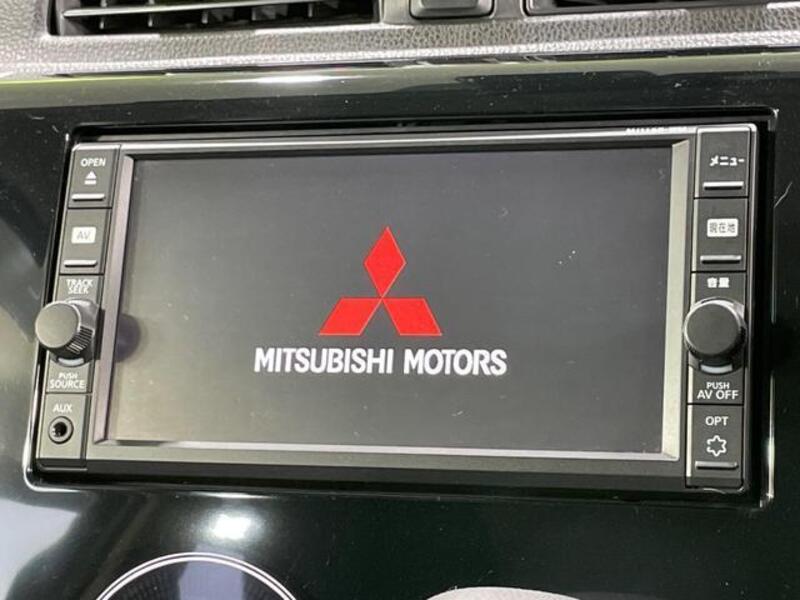 OPEN
AV
TRACK
SEEK
PUSH
SOURCE
AUX
MITSUBISHI MOTORS
メニュー
現在地
音量
PUSH
AV OFF
OPT